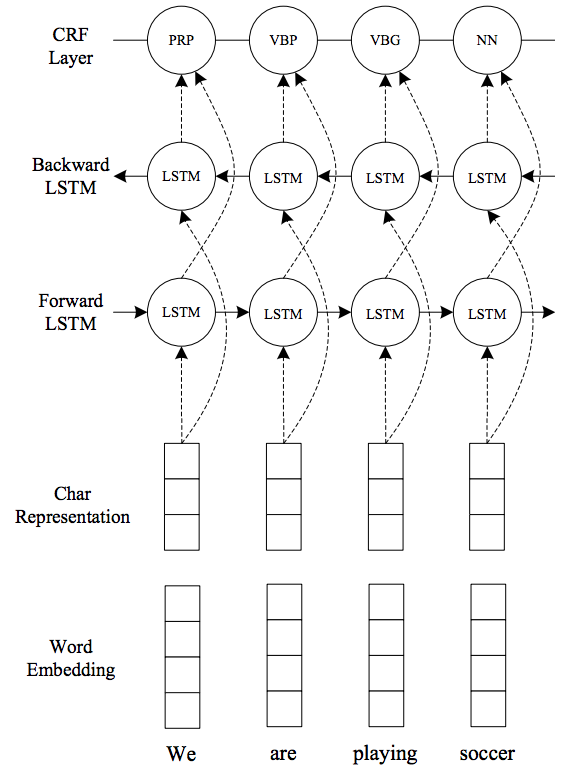 CRF
Layer
PRP VBP VBG NN
Backward
LSTM
LSTM LSTM LSTM LSTM
Forward
LSTM
LSTM LSTM LSTM LSTM
Char
Representation
Word
Embedding
We are playing soccer